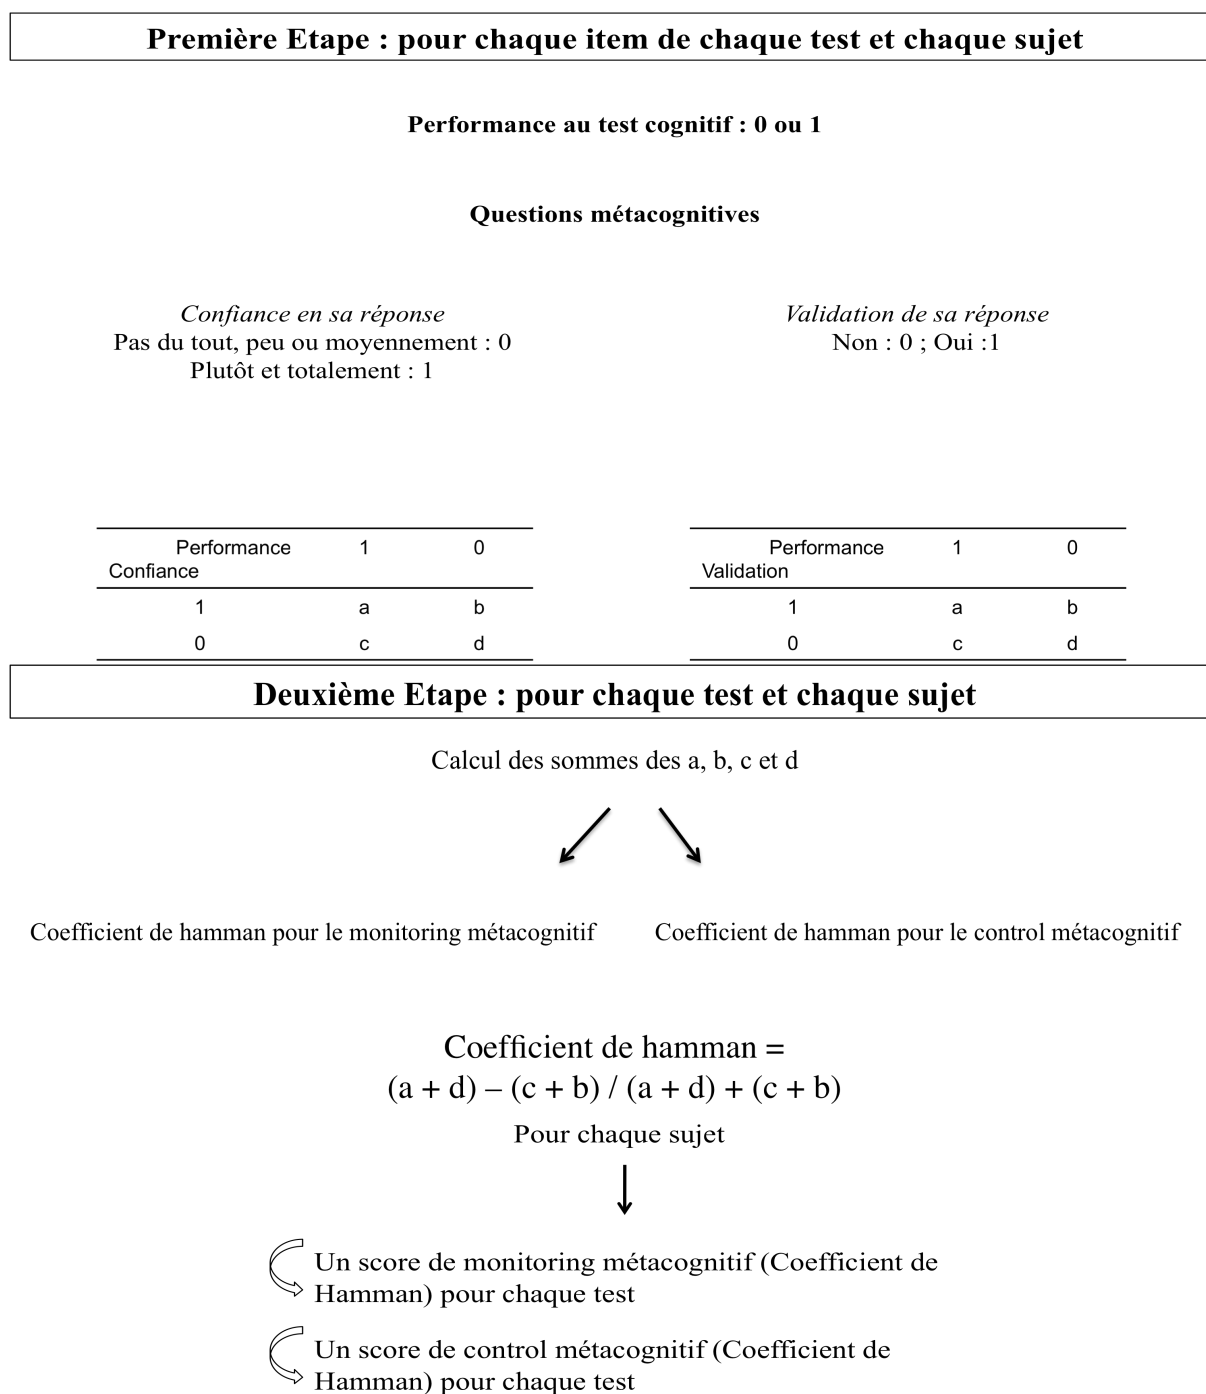 Première Etape : pour chaque item de chaque test et chaque sujet
Performance au test cognitif : 0 ou 1
Questions métacognitives
Confiance en sa réponse
Pas du tout, peu ou moyennement : 0
Plutôt et totalement : 1
Validation de sa réponse
Non : 0 ; Oui :1
Performance 1 0
Confiance
1 a b
0 c d
Performance 1 0
Validation
1 a b
0 c d
Deuxième Etape : pour chaque test et chaque sujet
Calcul des sommes des a, b, c et d
Coefficient de hamman pour le monitoring métacognitif
Coefficient de hamman pour le control métacognitif
Coefficient de hamman =
(a + d) – (c + b) / (a + d) + (c + b)
Pour chaque sujet
Un score de monitoring métacognitif (Coefficient de
Hamman) pour chaque test
Un score de control métacognitif (Coefficient de
Hamman) pour chaque test